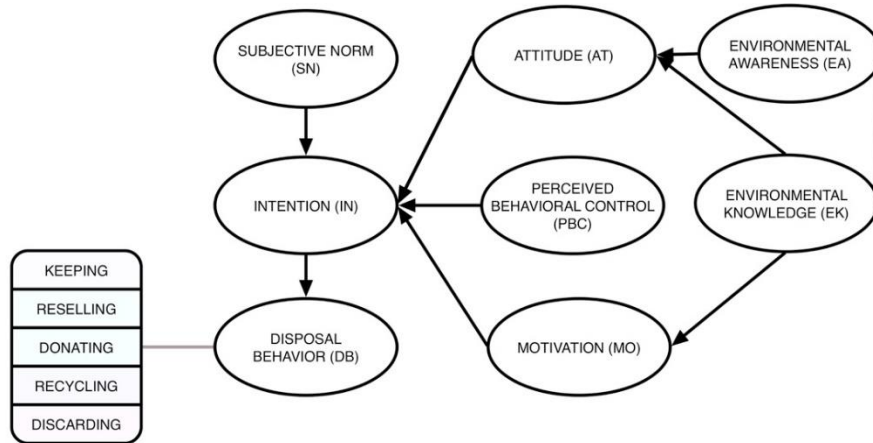 SUBJECTIVE NORM
(SN)
ATTITUDE (AT)
ENVIRONMENTAL
AWARENESS (EA)
INTENTION (IN)
PERCEIVED
BEHAVIORAL CONTROL
(PBC)
ENVIRONMENTAL
KNOWLEDGE (EK)
KEEPING
RESELLING
DONATING
RECYCLING
DISCARDING
DISPOSAL
BEHAVIOR (DB)
MOTIVATION (MO)